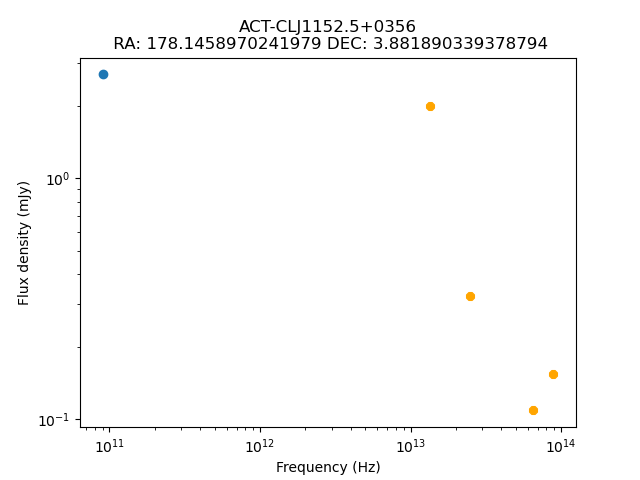 ACT-CLJ1152.5+0356
RA: 178.1458970241979 DEC: 3.881890339378794
Flux density (mJy)
10⁰
10⁻¹
10¹¹ 10¹² 10¹³ 10¹⁴
Frequency (Hz)